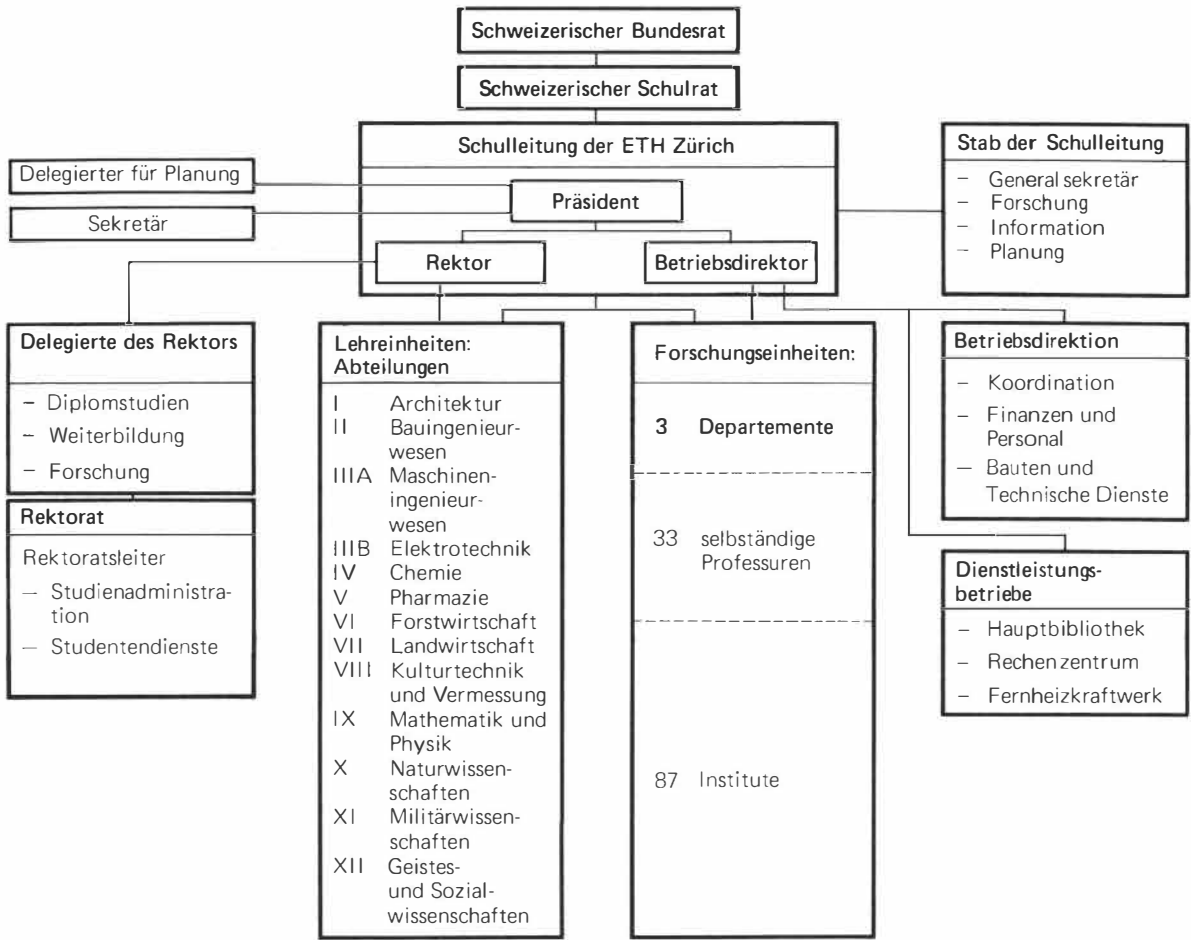 Schweizerischer Bundesrat
Schweizerischer Schulrat
Schulleitung der ETH Zürich
Präsident
Rektor
Betriebsdirektor
Delegierter für Planung
Sekretär
Stab der Schulleitung
– Generalsekretär
– Forschung
– Information
– Planung
Delegierte des Rektors
– Diplomstudien
– Weiterbildung
– Forschung
Rektorat
Rektoratsleiter
– Studienadministra-
tion
– Studentendienste
Lehreinheiten:
Abteilungen
I Architektur
II Bauingenieur-
wesen
IIIA Maschinen-
ingenieur-
wesen
IIIB Elektrotechnik
IV Chemie
V Pharmazie
VI Forstwirtschaft
VII Landwirtschaft
VIII Kulturtechnik
und Vermessung
IX Mathematik und
Physik
X Naturwissen-
schaften
XI Militärwissen-
schaften
XII Geistes-
und Sozial-
wissenschaften
Forschungseinheiten:
3 Departemente
33 selbständige
Professuren
87 Institute
Betriebsdirektion
– Koordination
– Finanzen und
Personal
– Bauten und
Technische Dienste
Dienstleistungs-
betriebe
– Hauptbibliothek
– Rechenzentrum
– Fernheizkraftwerk